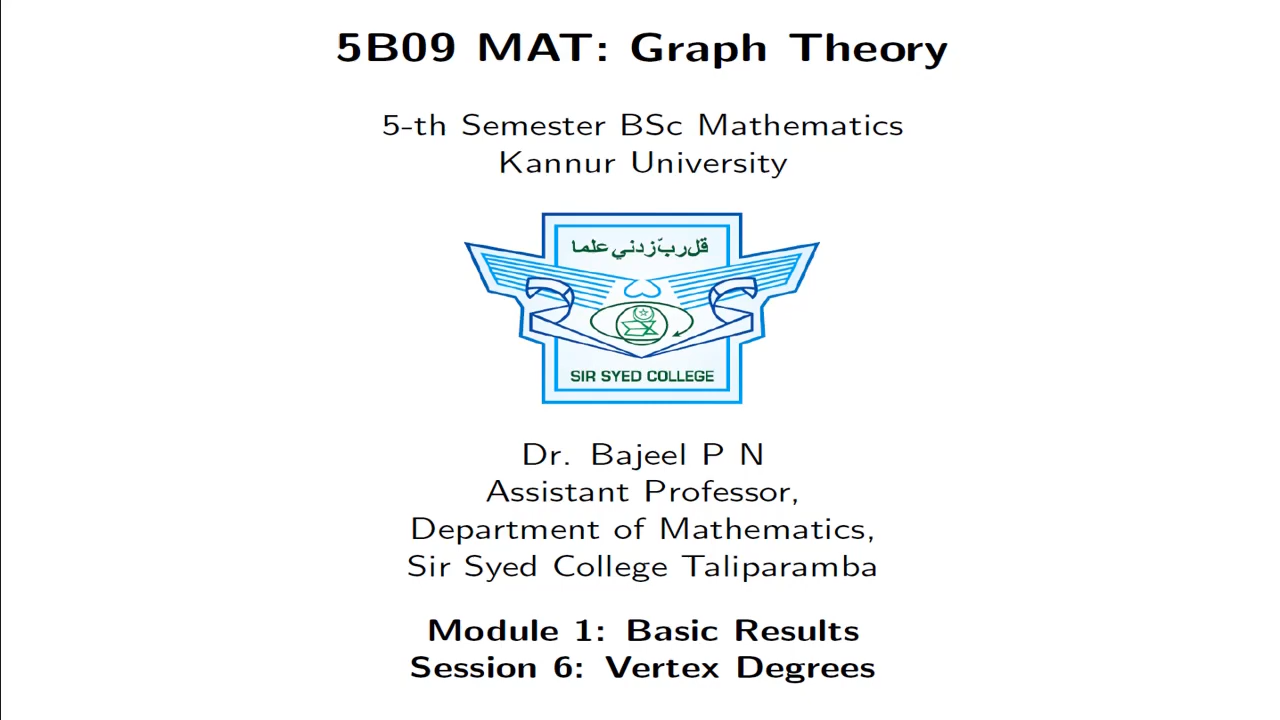 5B09 MAT: Graph Theory
5-th Semester BSc Mathematics
Kannur University
قل ربّ زدني علما
SIR SYED COLLEGE
Dr. Bajeel P N
Assistant Professor,
Department of Mathematics,
Sir Syed College Taliparamba
Module 1: Basic Results
Session 6: Vertex Degrees